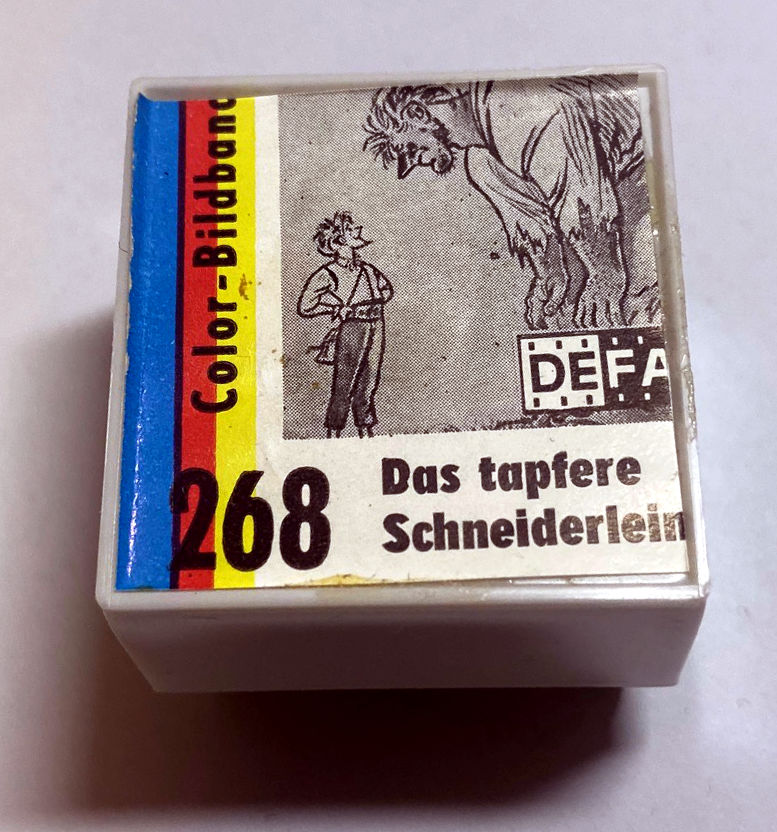 Color-Bildband
DEFA
268
Das tapfere
Schneiderlein